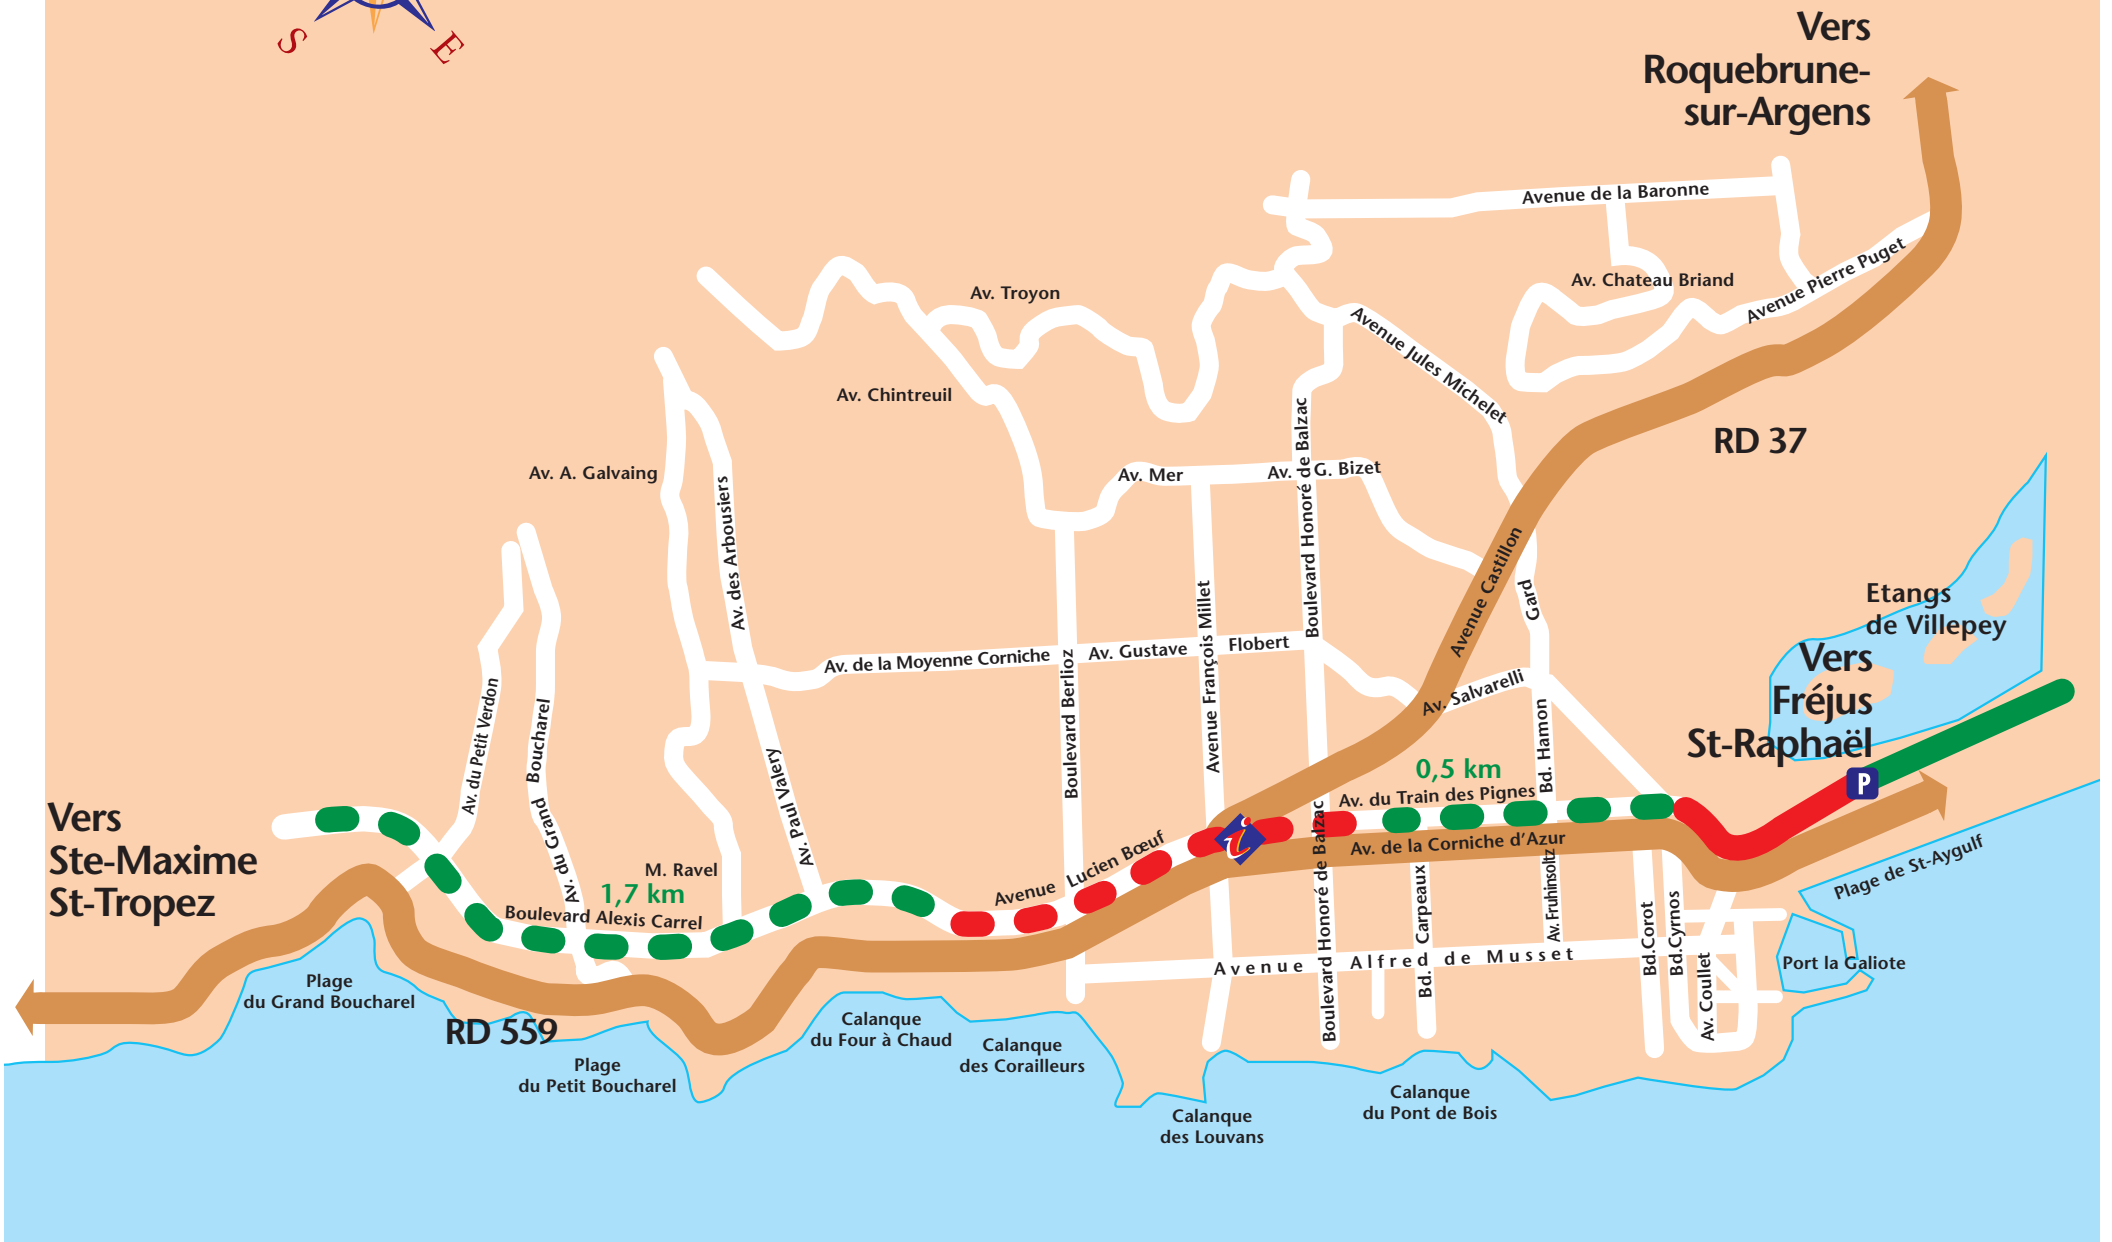 S
E
Vers
Roquebrune-
sur-Argens
Avenue de la Baronne
Av. Chateau Briand
Avenue Pierre Puget
Av. Troyon
Avenue Jules Michelet
Av. Chintreuil
RD 37
Av. A. Galvaing
Av. Mer
Av. G. Bizet
Boulevard Honoré de Balzac
Av. des Arbousiers
Avenue Castillon
Gard
Etangs
de Villepey
Avenue François Millet
Av. de la Moyenne Corniche
Av. Gustave Flobert
Boulevard Berlioz
Av. Salvarelli
Vers
Fréjus
St-Raphaël
Av. du Petit Verdon
Av. du Grand Boucharel
Av. Paul Valery
Bd. Hamon
0,5 km
Av. du Train des Pignes
P
i
Vers
Ste-Maxime
St-Tropez
M. Ravel
1,7 km
Boulevard Alexis Carrel
Avenue Lucien Bœuf
Av. de la Corniche d'Azur
Boulevard Honoré de Balzac
Bd. Carpeaux
Av. Fruhinsoltz
Plage de St-Aygulf
Bd.Corot
Bd.Cyrnos
Av. Coullet
Avenue Alfred de Musset
Port la Galiote
Plage
du Grand Boucharel
RD 559
Plage
du Petit Boucharel
Calanque
du Four à Chaud
Calanque
des Corailleurs
Calanque
des Louvans
Calanque
du Pont de Bois